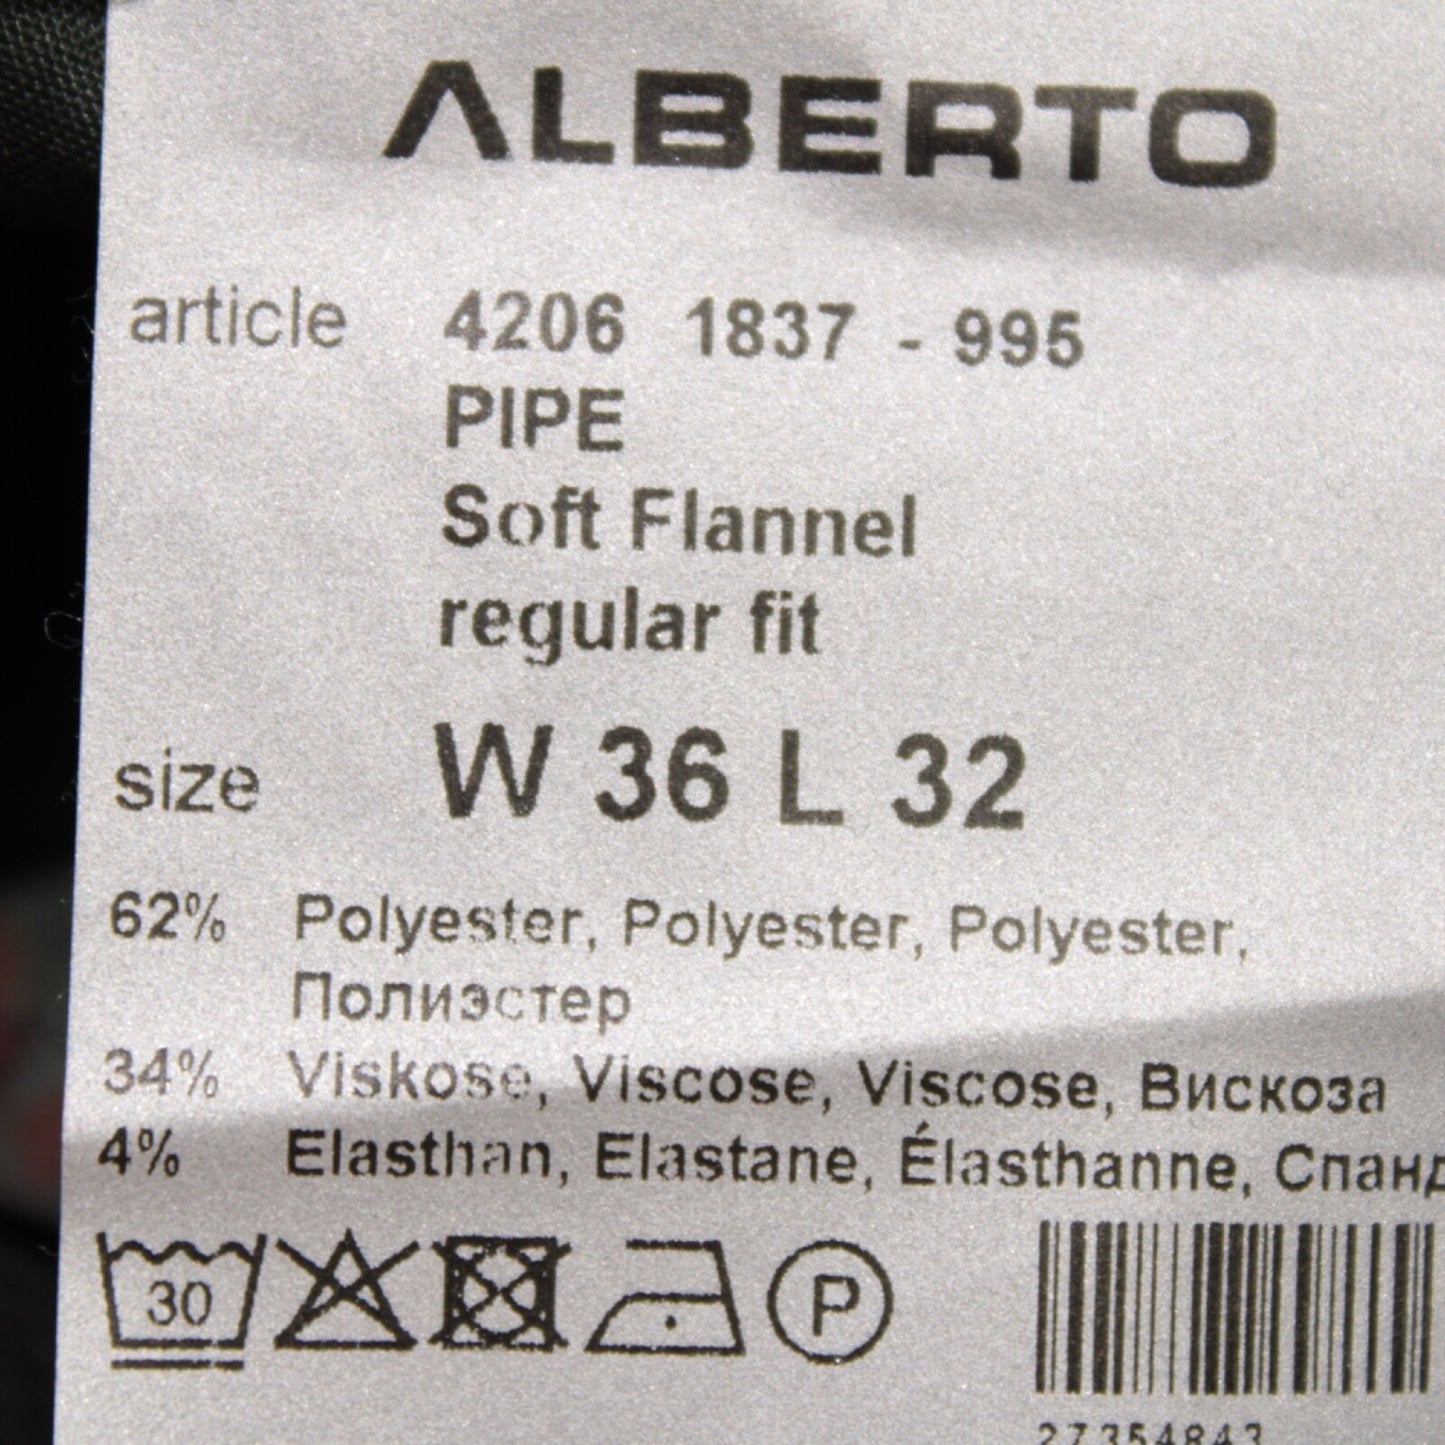 ALBERTO
article 4206 1837 - 995
PIPE
Soft Flannel
regular fit
size W 36 L 32
62% Polyester, Polyester, Polyester,
Полиэстер
34% Viskose, Viscose, Viscose, Вискоза
4% Elasthan, Elastane, Élasthanne,
30 P
27354843